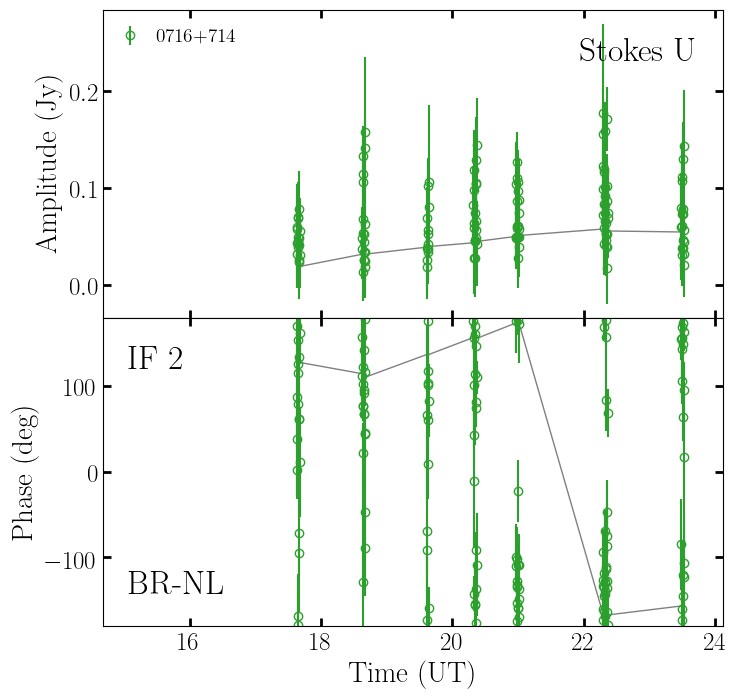 0716+714
Stokes U
Amplitude (Jy)
0.2
0.1
0.0
IF 2
Phase (deg)
100
0
−100
BR-NL
16 18 20 22 24
Time (UT)